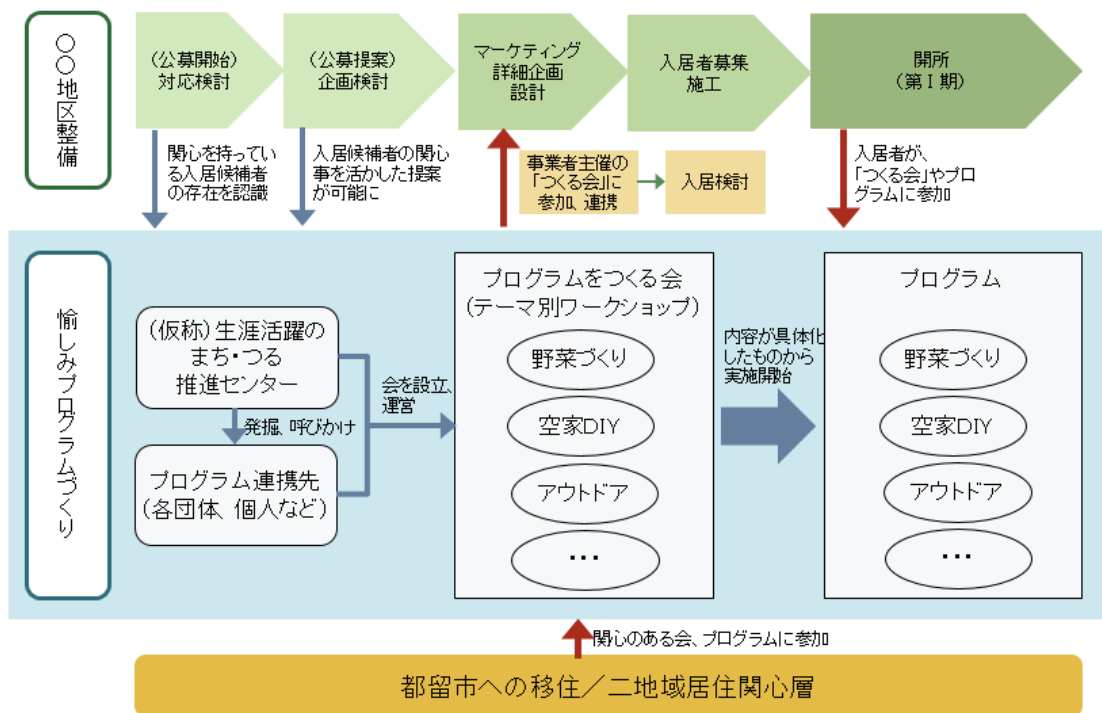 〇〇地区整備
(公募開始)
対応検討
(公募提案)
企画検討
マーケティング
詳細企画
設計
入居者募集
施工
開所
(第Ⅰ期)
関心を持ってい
る入居候補者
の存在を認識
入居候補者の関心
事を活かした提案
が可能に
事業者主催の
「つくる会」に
参加、連携
入居検討
入居者が、
「つくる会」やプロ
グラムに参加
愉しみプログラムづくり
(仮称)生涯活躍の
まち・つる
推進センター
発掘、呼びかけ
プログラム連携先
(各団体、個人など)
会を設立、
運営
プログラムをつくる会
(テーマ別ワークショップ)
野菜づくり
空家DIY
アウトドア
・・・
内容が具体化
したものから
実施開始
プログラム
野菜づくり
空家DIY
アウトドア
・・・
関心のある会、プログラムに参加
都留市への移住／二地域居住関心層